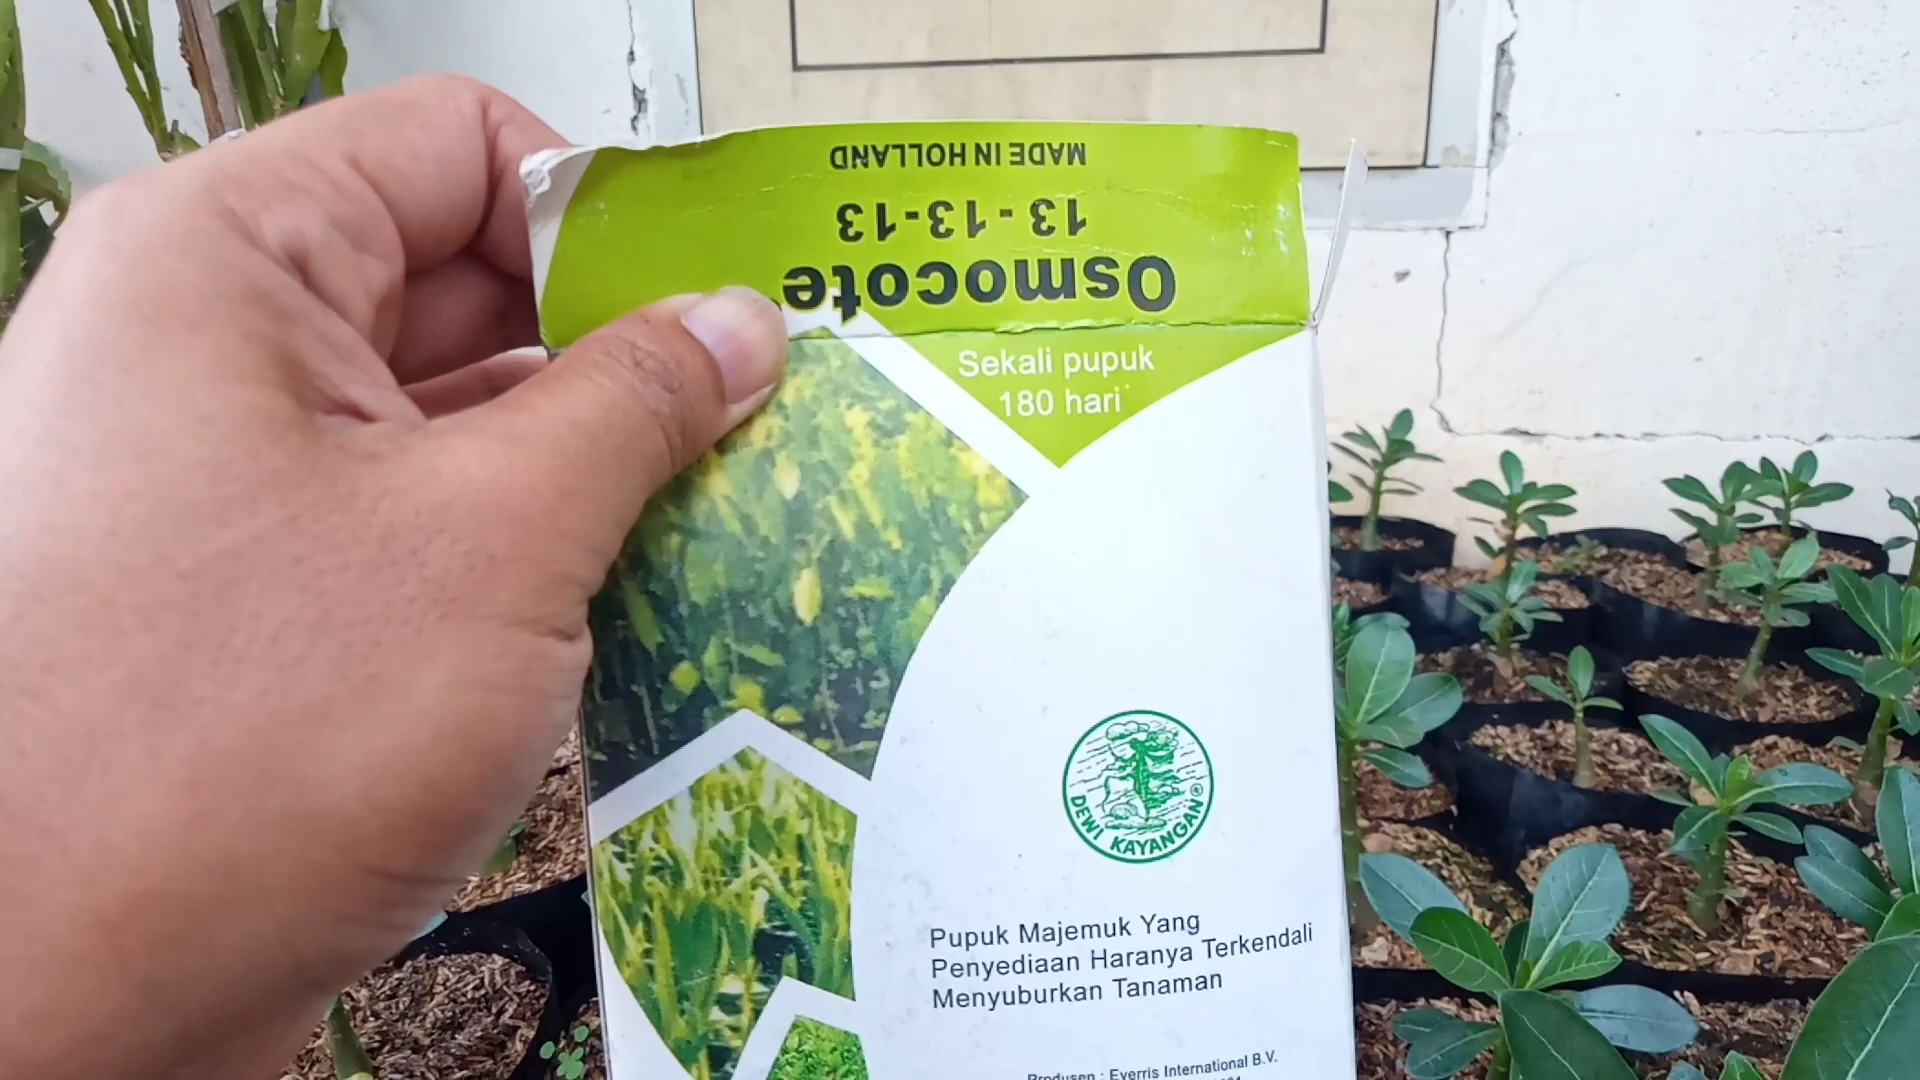 Osmocote
13-13-13
MADE IN HOLLAND
Sekali pupuk
180 hari
DEWI KAYANGAN®
Pupuk Majemuk Yang
Penyediaan Haranya Terkendali
Menyuburkan Tanaman
Produsen : Everris International B.V.